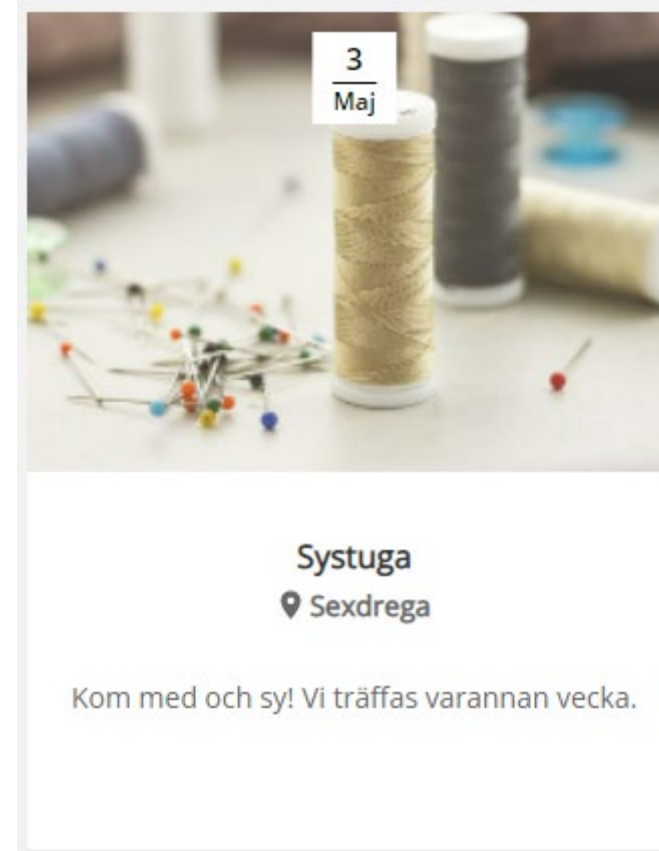 3
Maj
Systuga
Sexdrega
Kom med och sy! Vi träffas varannan vecka.